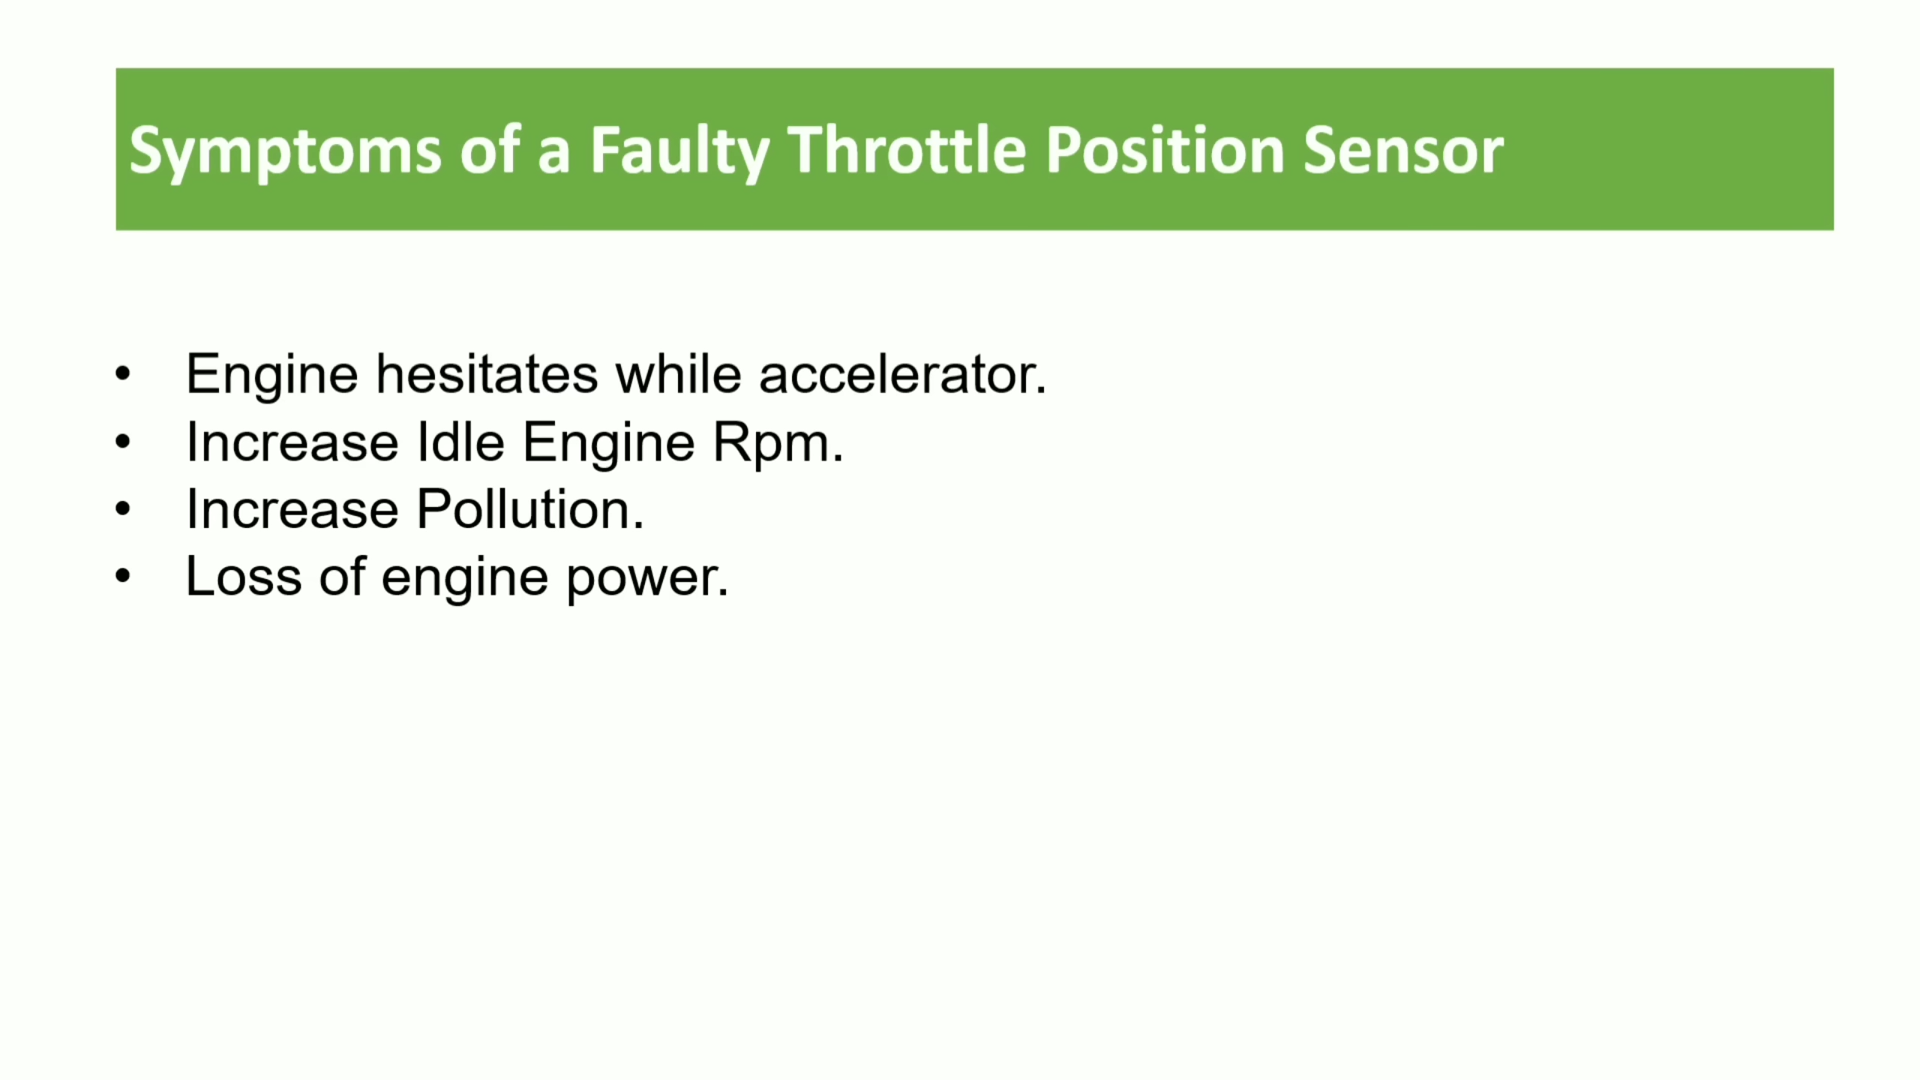 Symptoms of a Faulty Throttle Position Sensor
• Engine hesitates while accelerator.
• Increase Idle Engine Rpm.
• Increase Pollution.
• Loss of engine power.